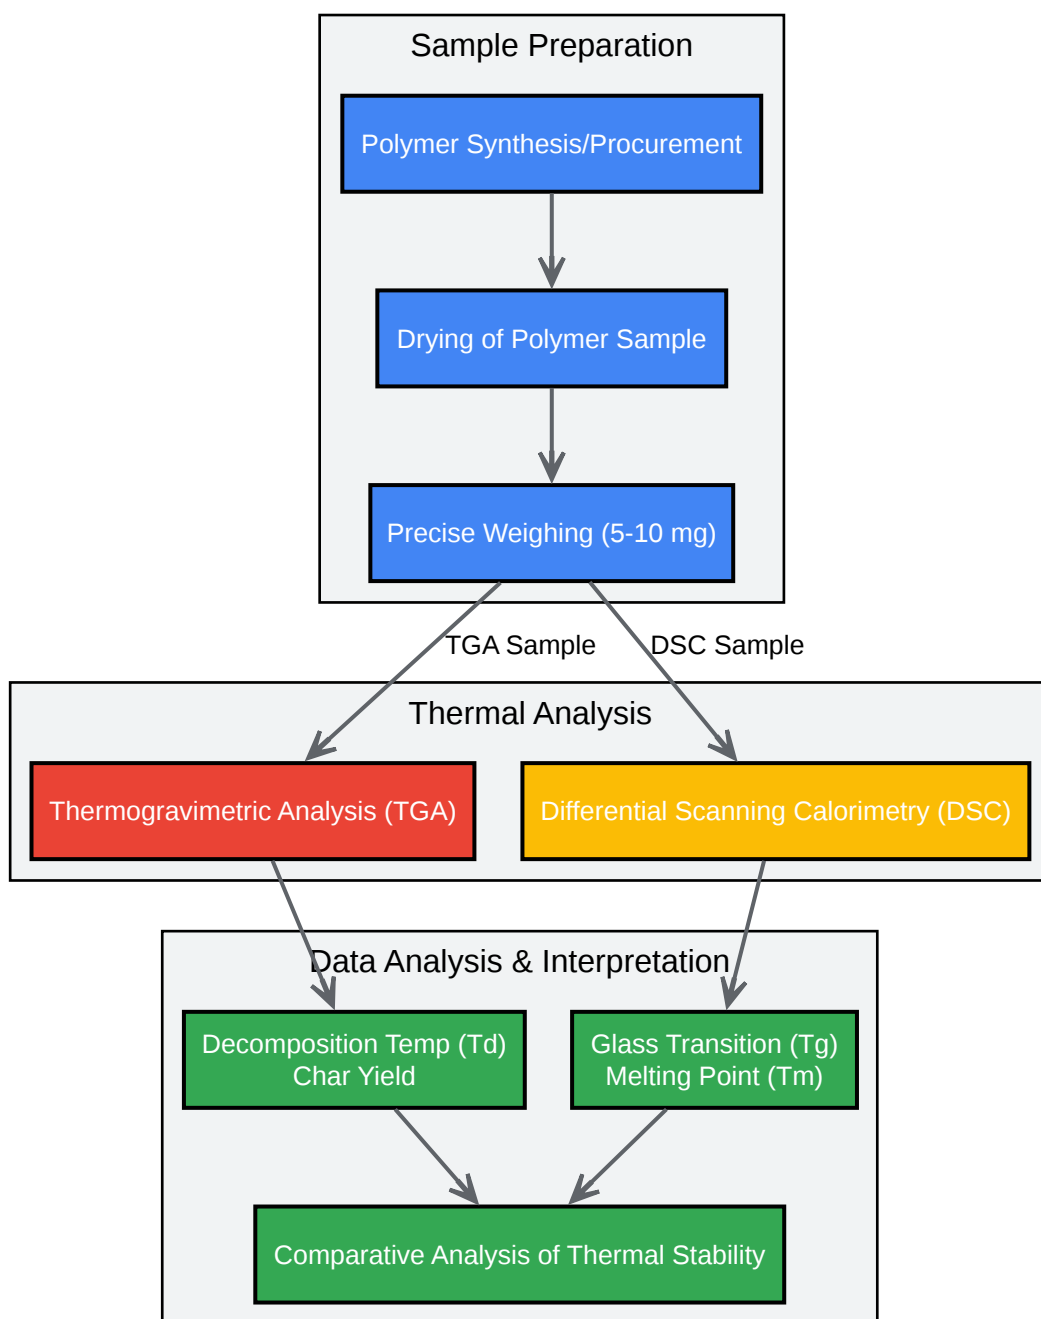 Sample Preparation
Polymer Synthesis/Procurement
Drying of Polymer Sample
Precise Weighing (5-10 mg)
TGA Sample
DSC Sample
Thermal Analysis
Thermogravimetric Analysis (TGA)
Differential Scanning Calorimetry (DSC)
Data Analysis & Interpretation
Decomposition Temp (Td)
Char Yield
Glass Transition (Tg)
Melting Point (Tm)
Comparative Analysis of Thermal Stability